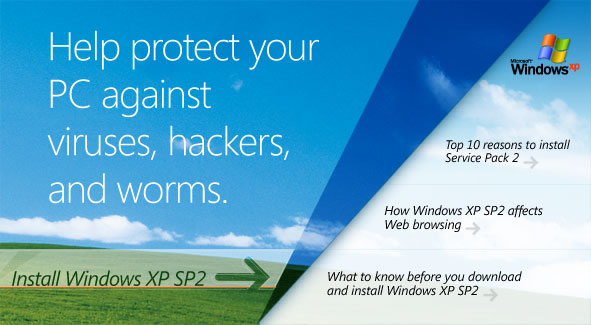 Help protect your
PC against
viruses, hackers,
and worms.
Install Windows XP SP2
Microsoft
Windows xp
Top 10 reasons to install
Service Pack 2
How Windows XP SP2 affects
Web browsing
What to know before you download
and install Windows XP SP2